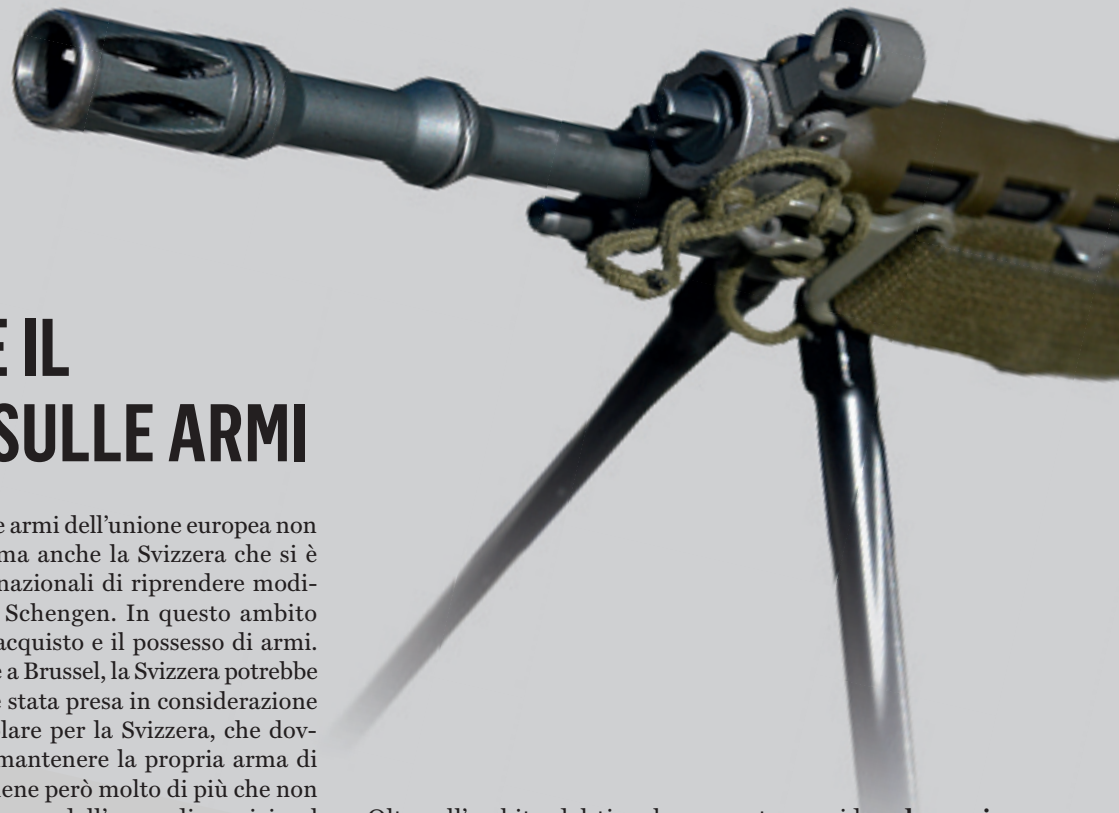 E IL
SULLE ARMI
e armi dell'unione europea non
ma anche la Svizzera che si è
nazionali di riprendere modi-
Schengen. In questo ambito
acquisto e il possesso di armi.
e a Brussel, la Svizzera potrebbe
e stata presa in considerazione
lare per la Svizzera, che dov-
mantenere la propria arma di
iene però molto di più che non